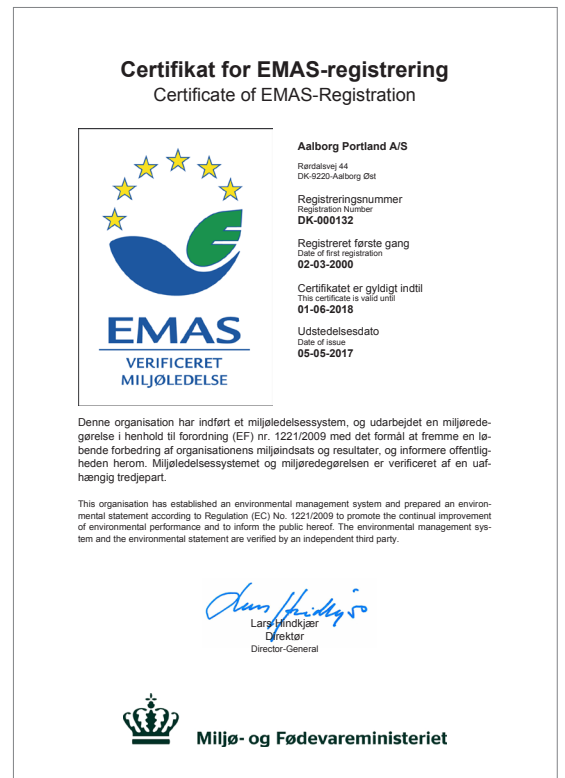 Certifikat for EMAS-registrering
Certificate of EMAS-Registration
EMAS
VERIFICERET
MILJØLEDELSE
Aalborg Portland A/S
Rørdalsvej 44
DK-9220-Aalborg Øst
Registreringsnummer
Registration Number
DK-000132
Registreret første gang
Date of first registration
02-03-2000
Certifikatet er gyldigt indtil
This certificate is valid until
01-06-2018
Udstedelsesdato
Date of issue
05-05-2017
Denne organisation har indført et miljøledelsessystem, og udarbejdet en miljørede-
gørelse i henhold til forordning (EF) nr. 1221/2009 med det formål at fremme en lø-
bende forbedring af organisationens miljøindsats og resultater, og informere offentlig-
heden herom. Miljøledelsessystemet og miljøredegørelsen er verificeret af en uaf-
hængig tredjepart.
This organisation has established an environmental management system and prepared an environ-
mental statement according to Regulation (EC) No. 1221/2009 to promote the continual improvement
of environmental performance and to inform the public hereof. The environmental management sys-
tem and the environmental statement are verified by an independent third party.
Lars Hindkjær
Direktør
Director-General
Miljø- og Fødevareministeriet